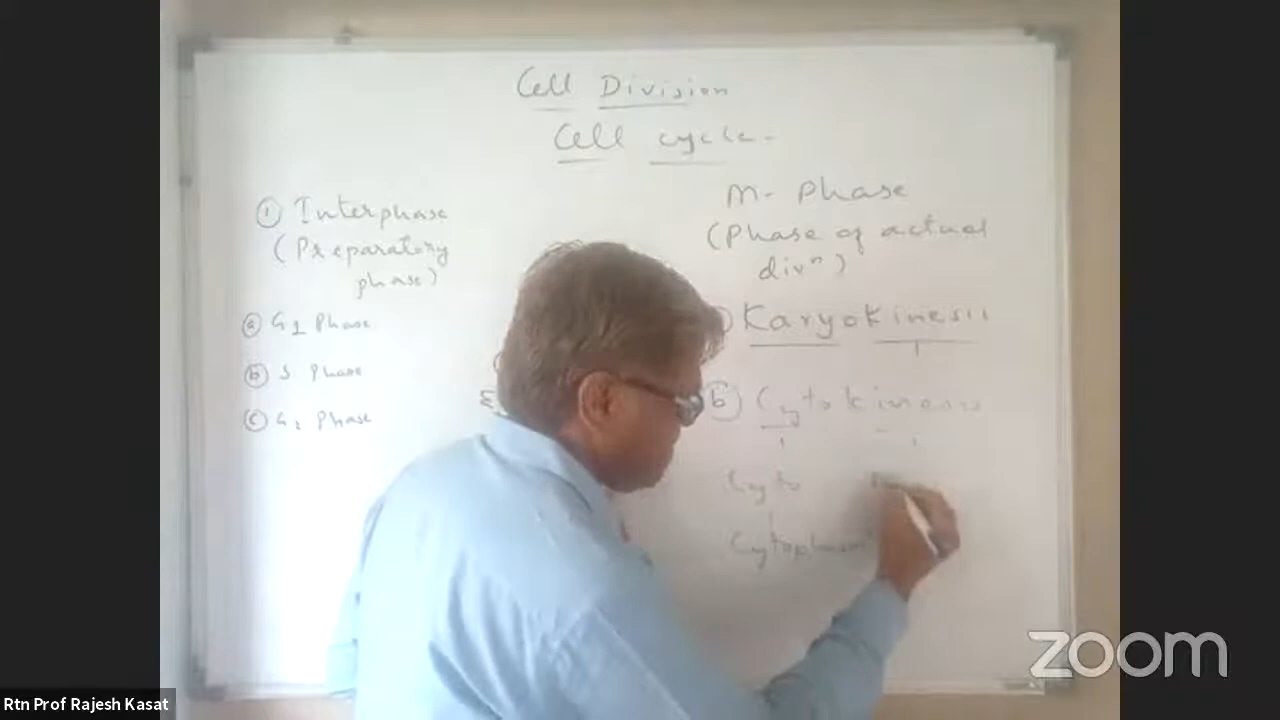 Cell Division
Cell cycle -
① Interphase
(Preparatory
phase)
ⓐ G1 Phase
ⓑ S Phase
ⓒ G2 Phase
M - Phase
(Phase of actual
divⁿ)
Karyokinesis
ⓑ Cytokinesis
Cyto
Cytoplasm
zoom
Rtn Prof Rajesh Kasat